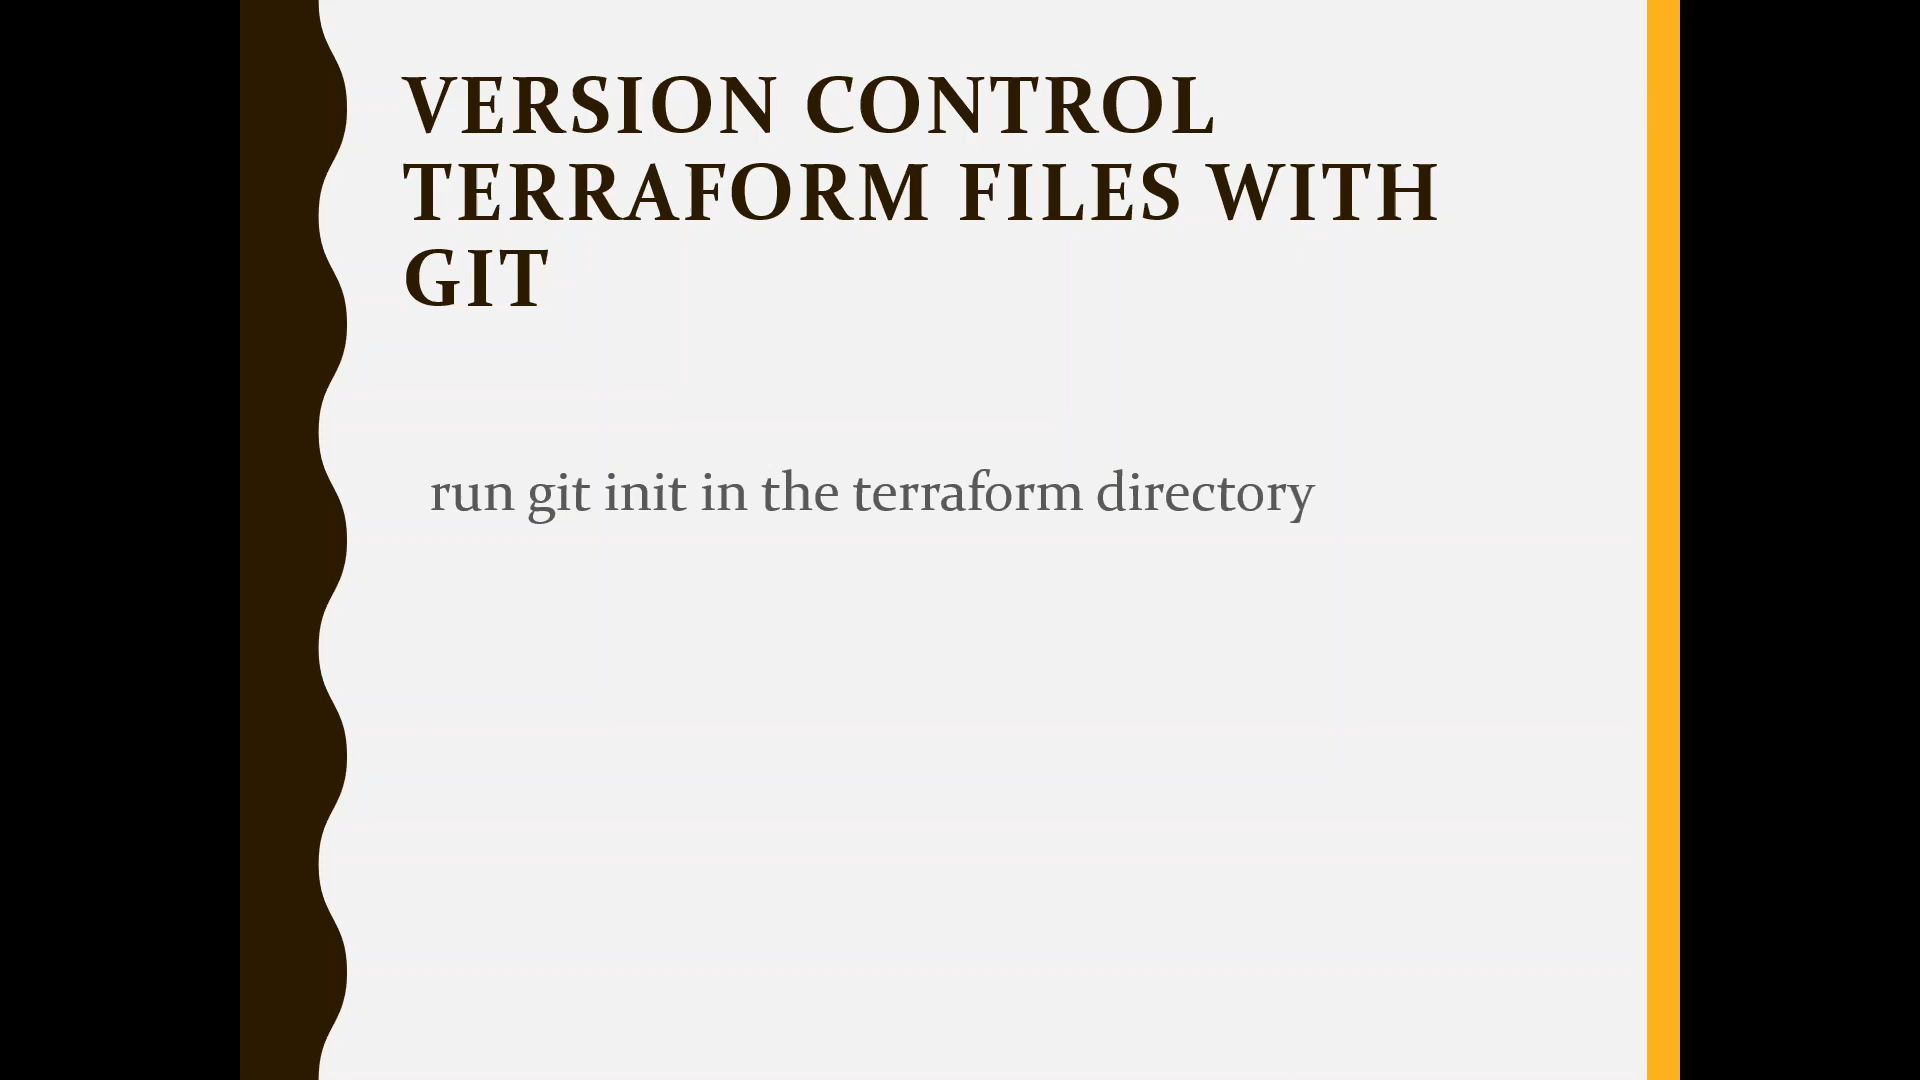 VERSION CONTROL
TERRAFORM FILES WITH
GIT
run git init in the terraform directory